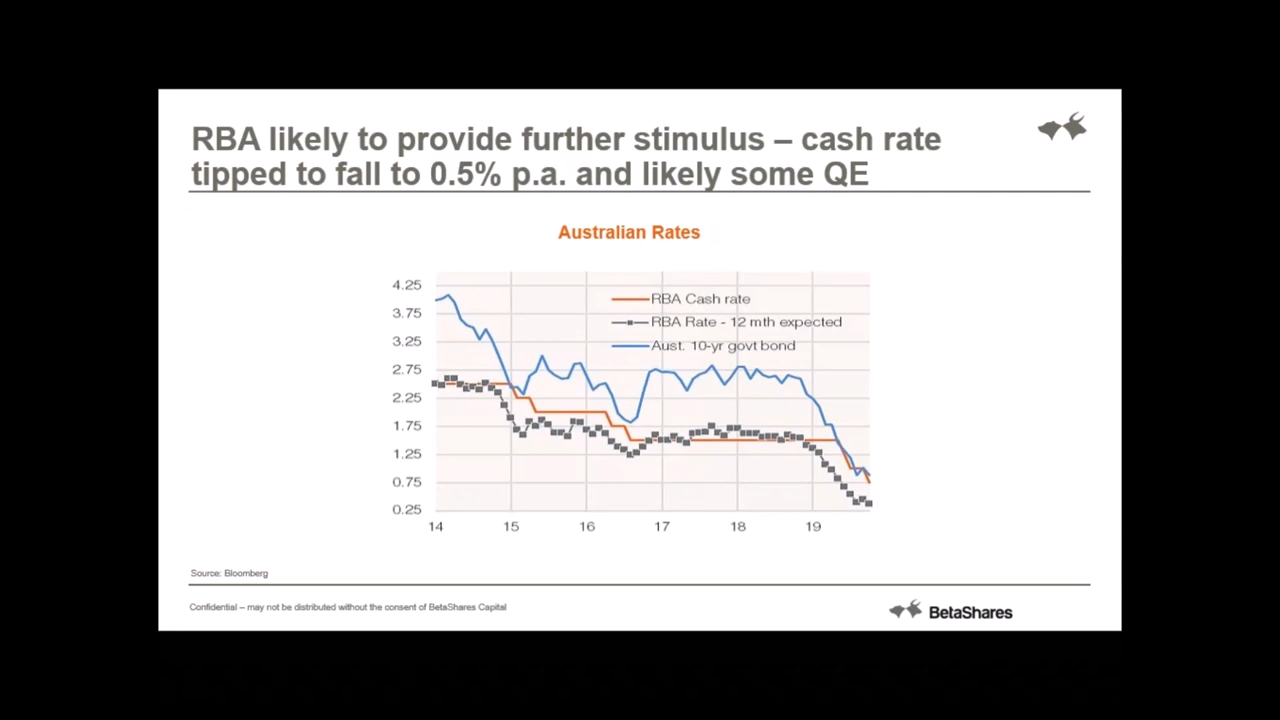 RBA likely to provide further stimulus – cash rate
tipped to fall to 0.5% p.a. and likely some QE
Australian Rates
4.25
3.75
3.25
2.75
2.25
1.75
1.25
0.75
0.25
RBA Cash rate
RBA Rate - 12 mth expected
Aust. 10-yr govt bond
14 15 16 17 18 19
Source: Bloomberg
Confidential – may not be distributed without the consent of BetaShares Capital
BetaShares